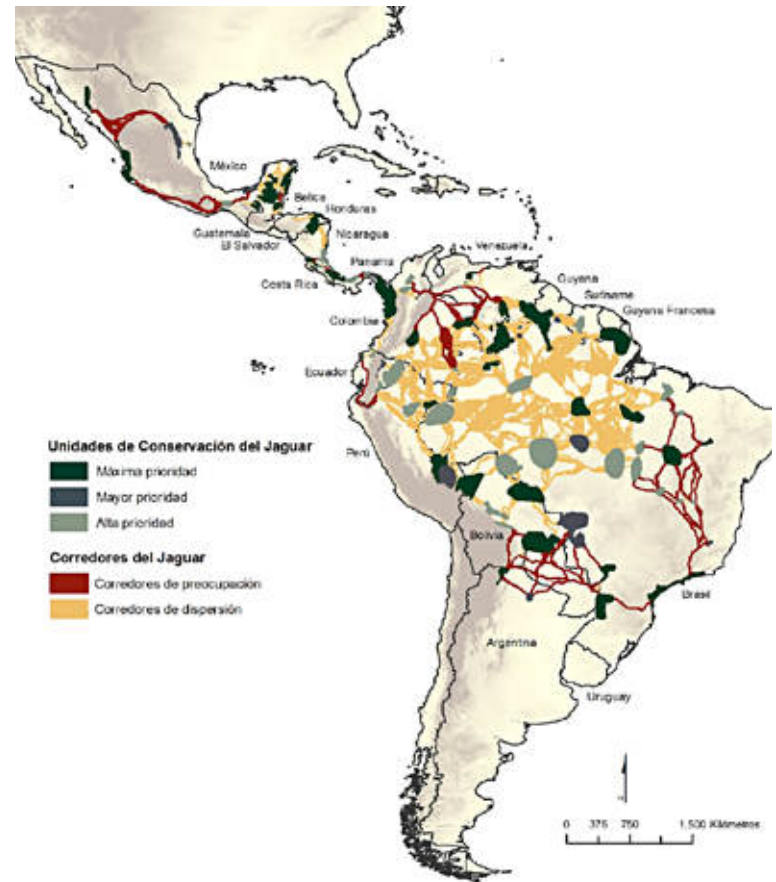 México
Belice
Honduras
Guatemala
El Salvador
Nicaragua
Panama
Costa Rica
Venezuela
Guyana
Suriname
Guyana Francesa
Colombia
Ecuador
Unidades de Conservación del Jaguar
Máxima prioridad
Mayor prioridad
Alta prioridad
Perú
Corredores del Jaguar
Corredores de preocupación
Corredores de dispersión
Bolivia
Brasil
Argentina
Uruguay
0 375 750 1,500 Kilómetros